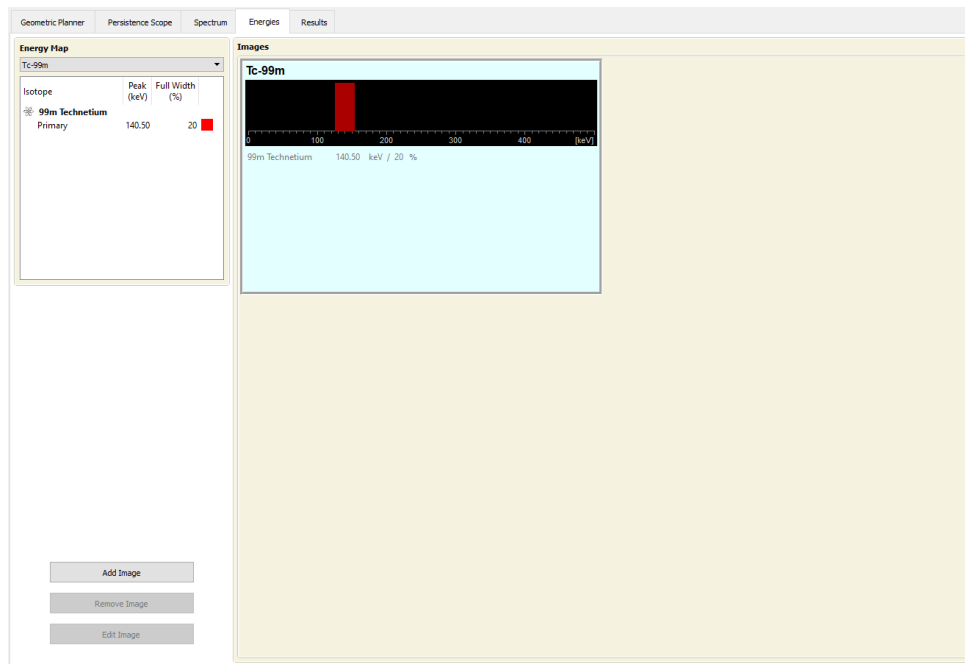 Geometric Planner Persistence Scope Spectrum Energies Results
Energy Map
Tc-99m
Isotope Peak (keV) Full Width (%)
99m Technetium
Primary 140.50 20
Images
Tc-99m
0 100 200 300 400 [keV]
99m Technetium 140.50 keV / 20 %
Add Image
Remove Image
Edit Image